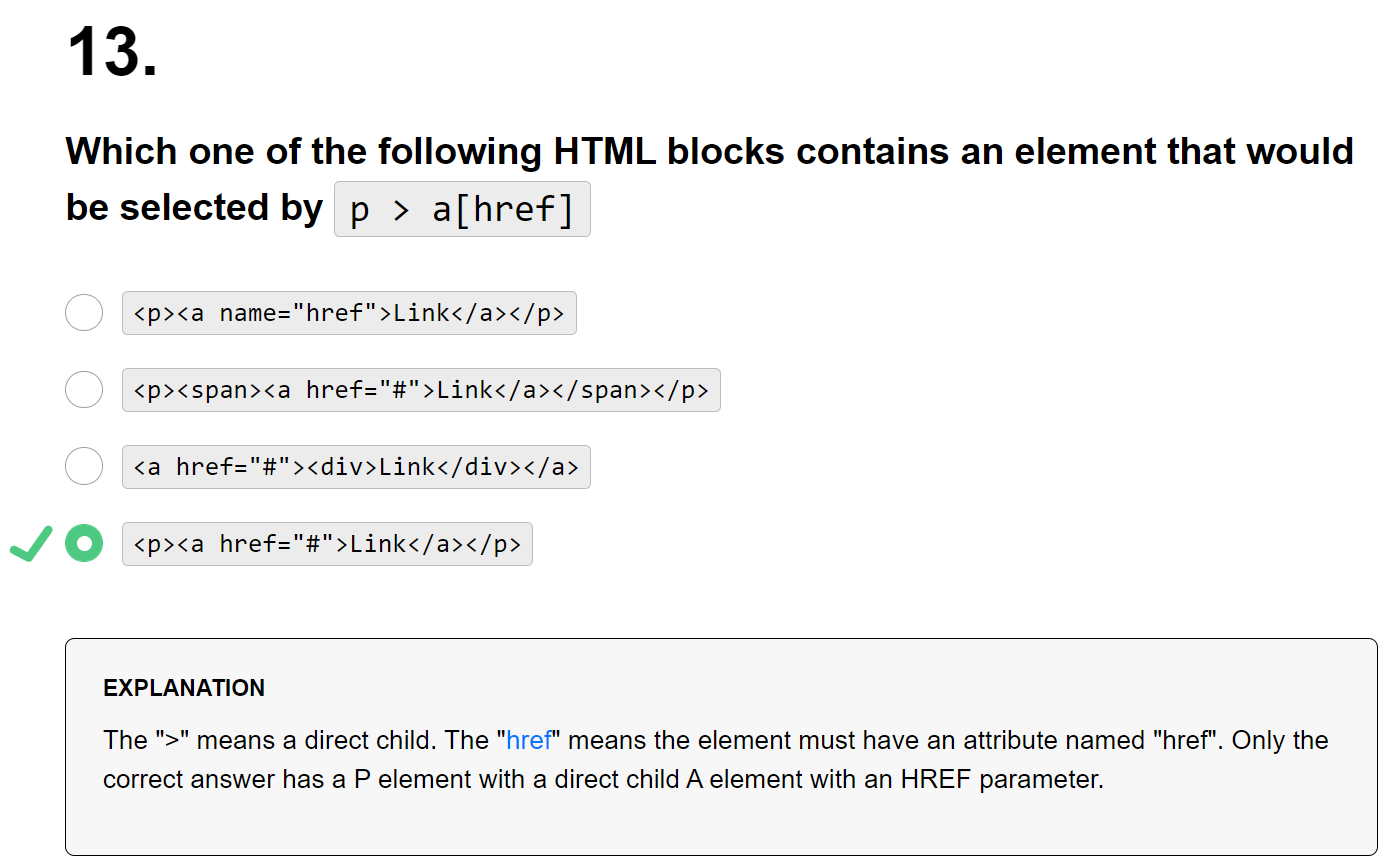 13.
Which one of the following HTML blocks contains an element that would
be selected by p > a[href]
<p><a name="href">Link</a></p>
<p><span><a href="#">Link</a></span></p>
<a href="#"><div>Link</div></a>
<p><a href="#">Link</a></p>
EXPLANATION
The ">" means a direct child. The "href" means the element must have an attribute named "href". Only the
correct answer has a P element with a direct child A element with an HREF parameter.